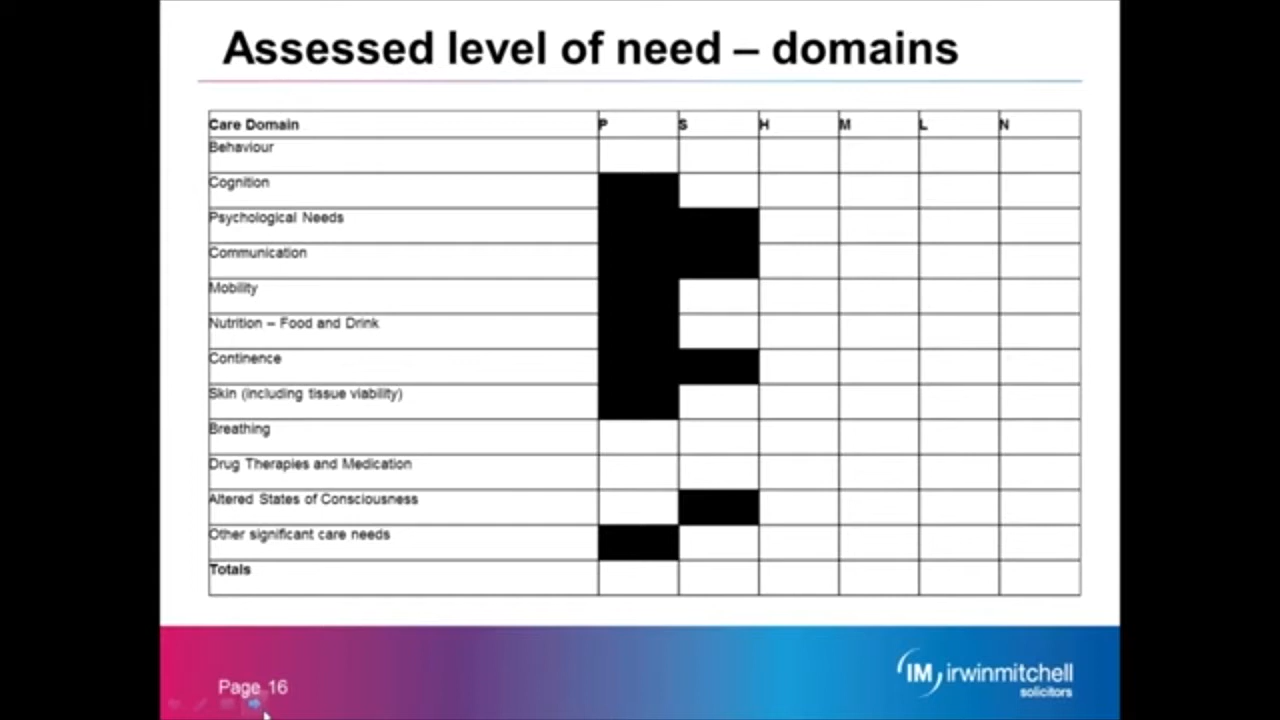 Assessed level of need – domains
Care Domain P S H M L N
Behaviour
Cognition
Psychological Needs
Communication
Mobility
Nutrition – Food and Drink
Continence
Skin (including tissue viability)
Breathing
Drug Therapies and Medication
Altered States of Consciousness
Other significant care needs
Totals
Page 16
IM irwinmitchell
solicitors